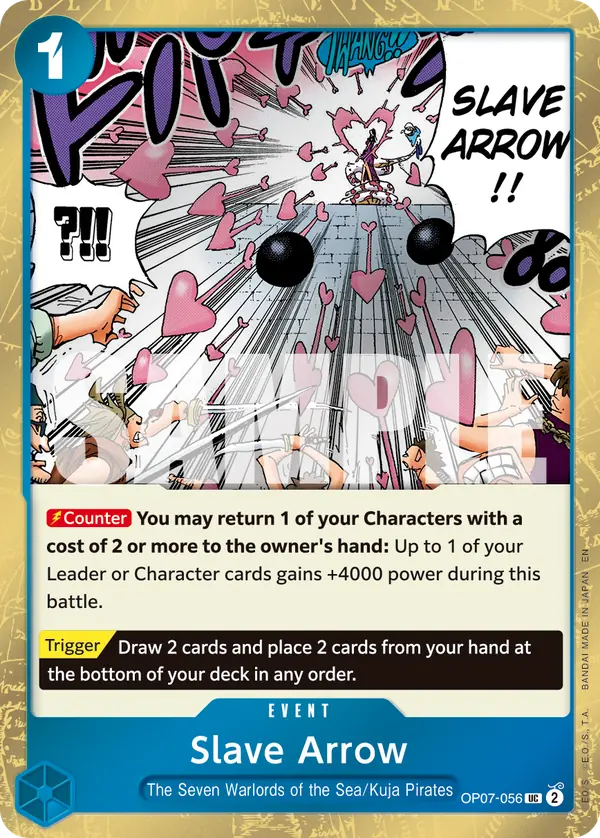 1
TWANG!!
SLAVE
ARROW
!!
?!!
SAMPLE
Counter You may return 1 of your Characters with a
cost of 2 or more to the owner's hand: Up to 1 of your
Leader or Character cards gains +4000 power during this
battle.
Trigger Draw 2 cards and place 2 cards from your hand at
the bottom of your deck in any order.
EVENT
Slave Arrow
The Seven Warlords of the Sea/Kuja Pirates
OP07-056 UC 2
©E.O./S. ©E.O./S.,T.A. BANDAI MADE IN JAPAN EN